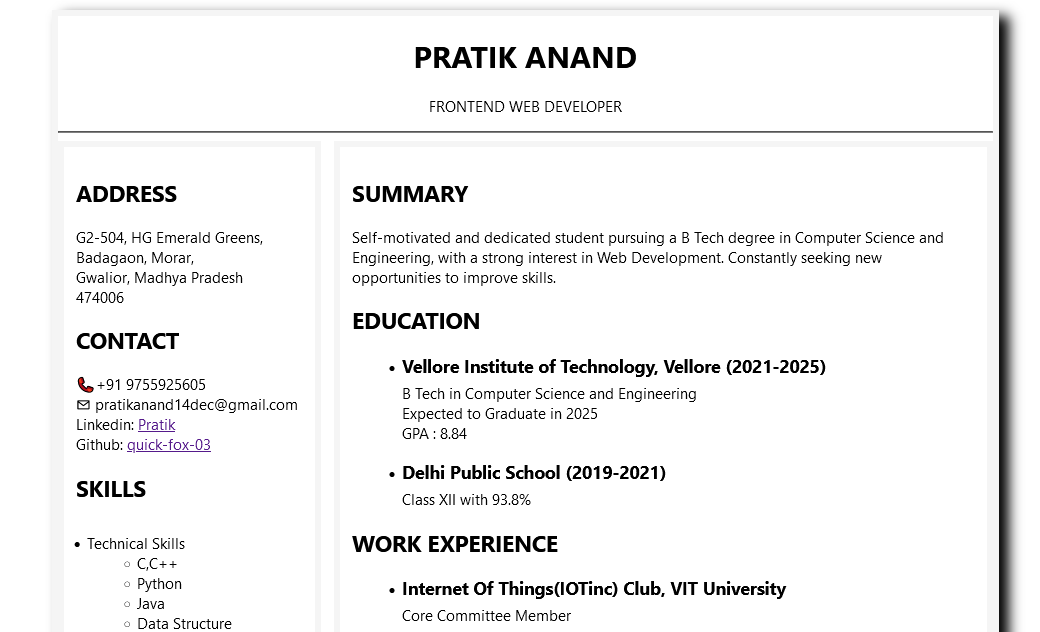 PRATIK ANAND
FRONTEND WEB DEVELOPER
ADDRESS
G2-504, HG Emerald Greens,
Badagaon, Morar,
Gwalior, Madhya Pradesh
474006
CONTACT
+91 9755925605
pratikanand14dec@gmail.com
Linkedin: Pratik
Github: quick-fox-03
SKILLS
Technical Skills
C,C++
Python
Java
Data Structure
SUMMARY
Self-motivated and dedicated student pursuing a B Tech degree in Computer Science and
Engineering, with a strong interest in Web Development. Constantly seeking new
opportunities to improve skills.
EDUCATION
Vellore Institute of Technology, Vellore (2021-2025)
B Tech in Computer Science and Engineering
Expected to Graduate in 2025
GPA : 8.84
Delhi Public School (2019-2021)
Class XII with 93.8%
WORK EXPERIENCE
Internet Of Things(IOTinc) Club, VIT University
Core Committee Member